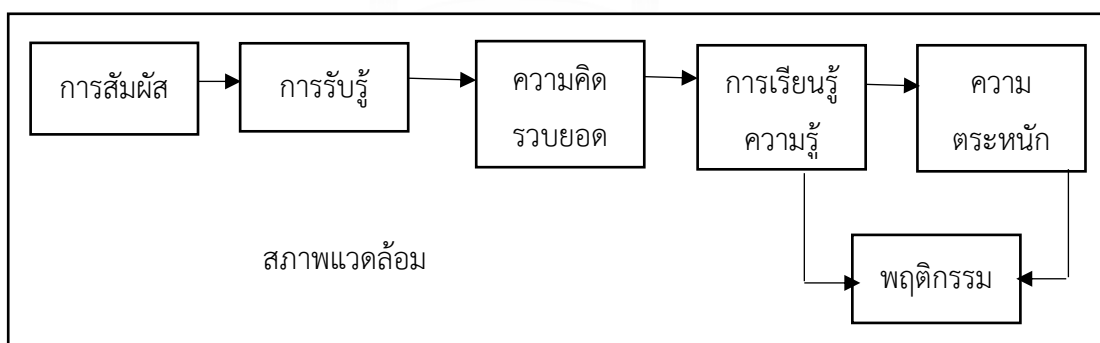 การสัมผัส
การรับรู้
ความคิด
รวบยอด
การเรียนรู้
ความรู้
ความ
ตระหนัก
สภาพแวดล้อม
พฤติกรรม